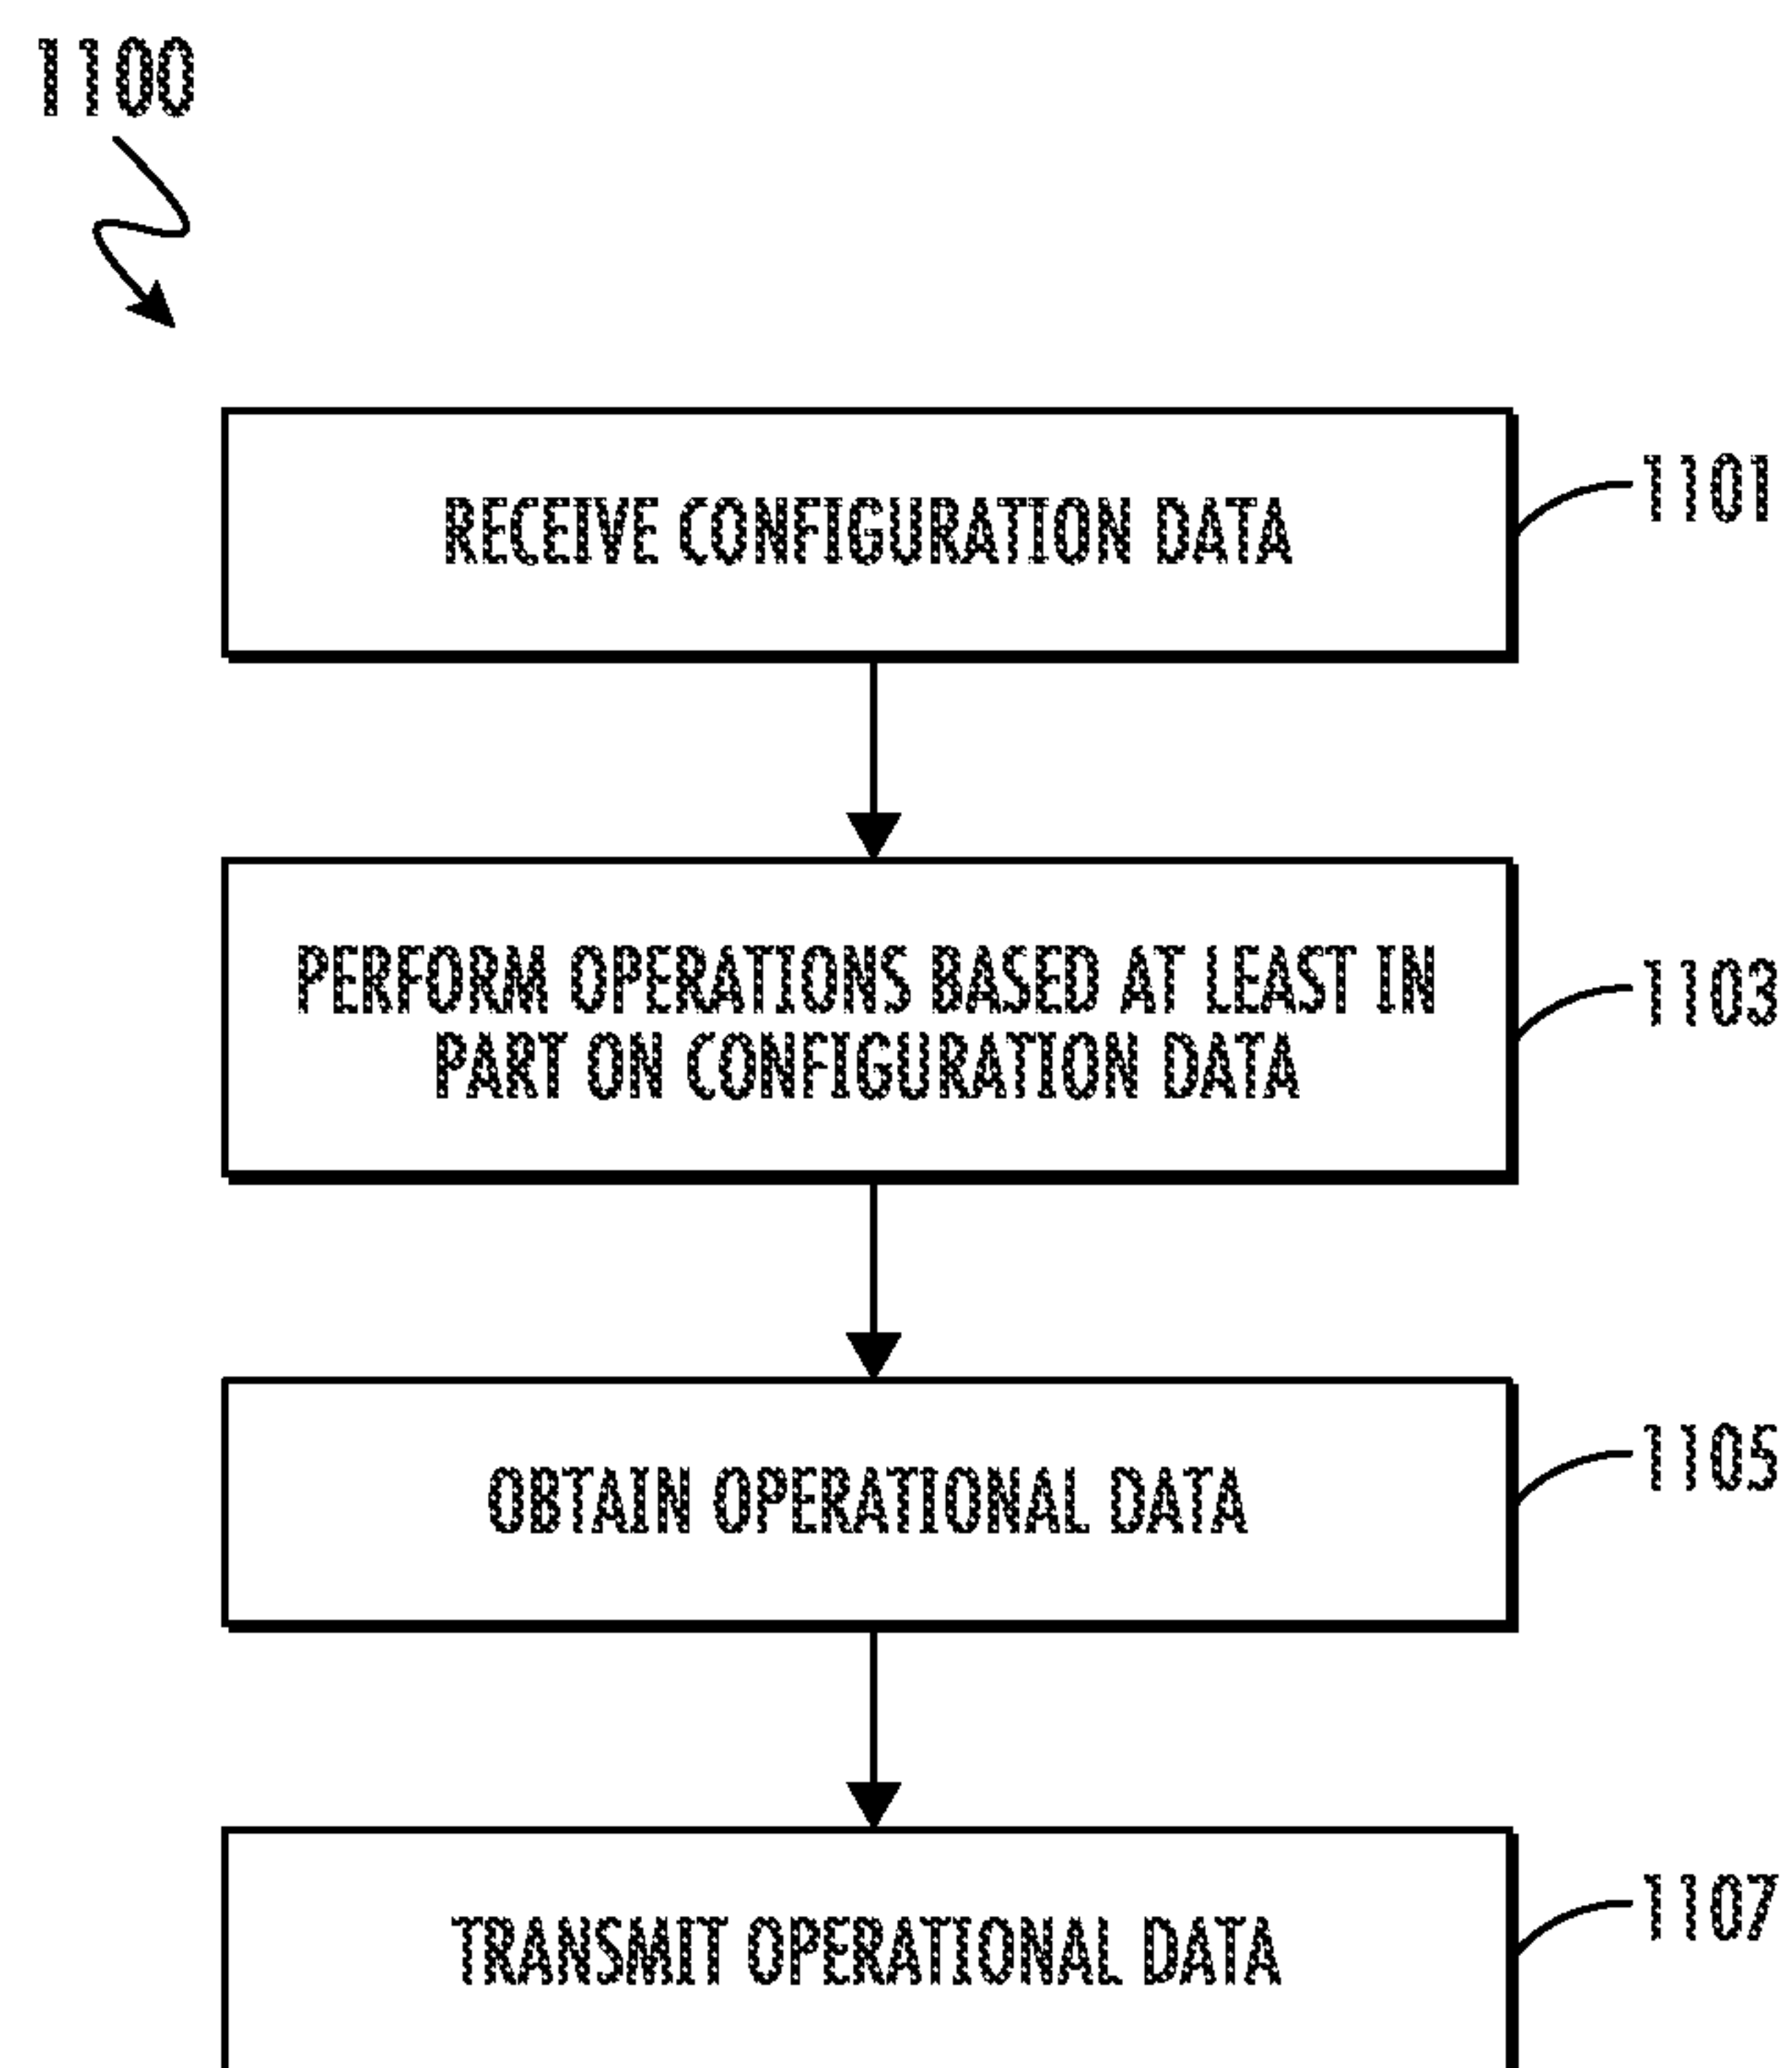 1100
RECEIVE CONFIGURATION DATA
1101
PERFORM OPERATIONS BASED AT LEAST IN
PART ON CONFIGURATION DATA
1103
OBTAIN OPERATIONAL DATA
1105
TRANSMIT OPERATIONAL DATA
1107